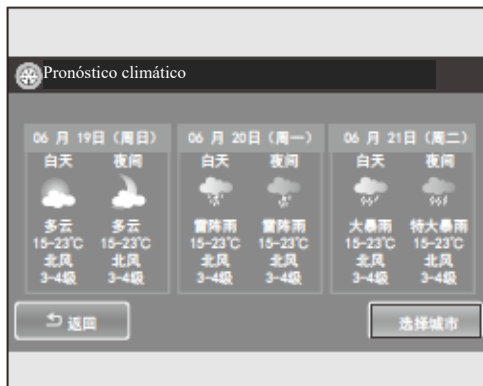 Pronóstico climático
06 月 19日（周日） 06 月 20日（周一） 06 月 21日（周二）
白天 夜间 白天 夜间 白天 夜间
多云 多云 雷阵雨 雷阵雨 大暴雨 特大暴雨
15-23℃ 15-23℃ 15-23℃ 15-23℃ 15-23℃ 15-23℃
北风 北风 北风 北风 北风 北风
3-4级 3-4级 3-4级 3-4级 3-4级 3-4级
返回 选择城市